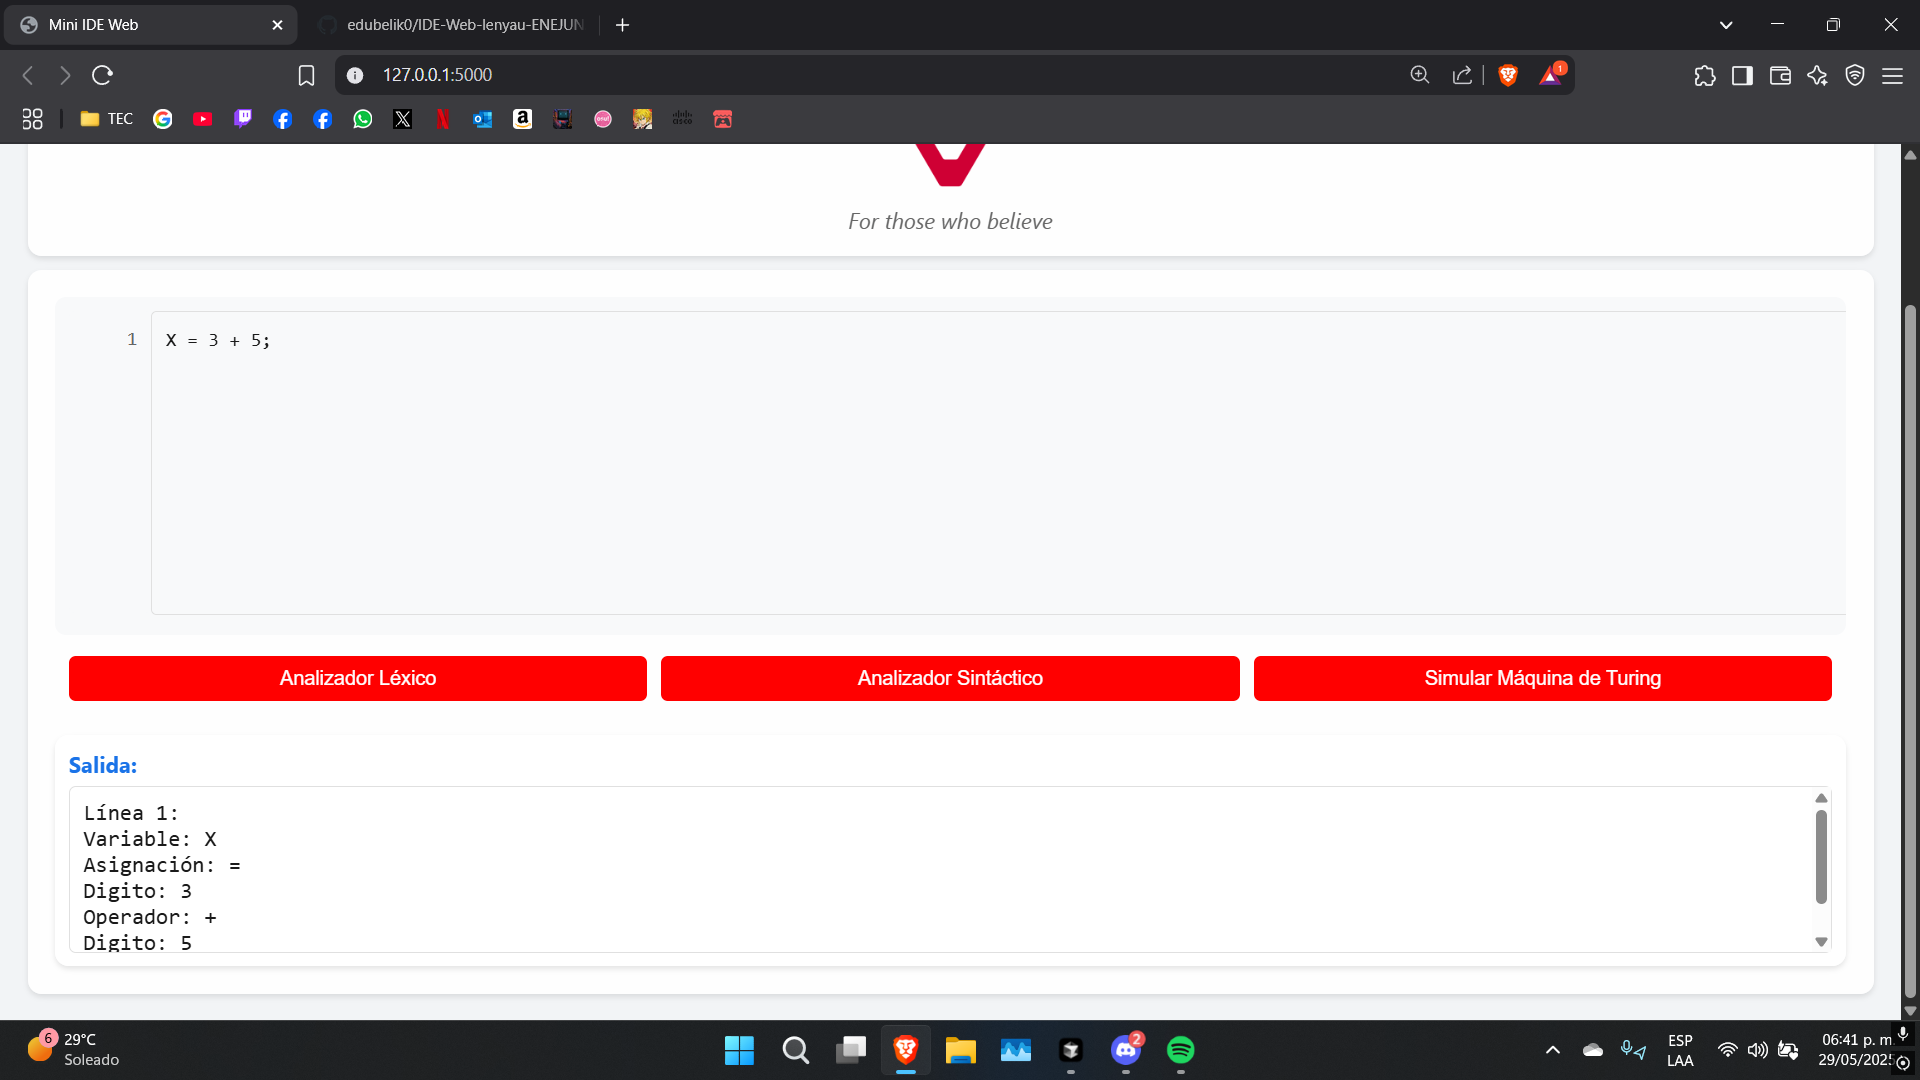 Mini IDE Web
edubelik0/IDE-Web-lenyau-ENEJUN
127.0.0.1:5000
1
TEC
For those who believe
1
X = 3 + 5;
Analizador Léxico
Analizador Sintáctico
Simular Máquina de Turing
Salida:
Línea 1:
Variable: X
Asignación: =
Digito: 3
Operador: +
Digito: 5
6
29°C
Soleado
2
ESP
LAA
06:41 p. m.
29/05/2025